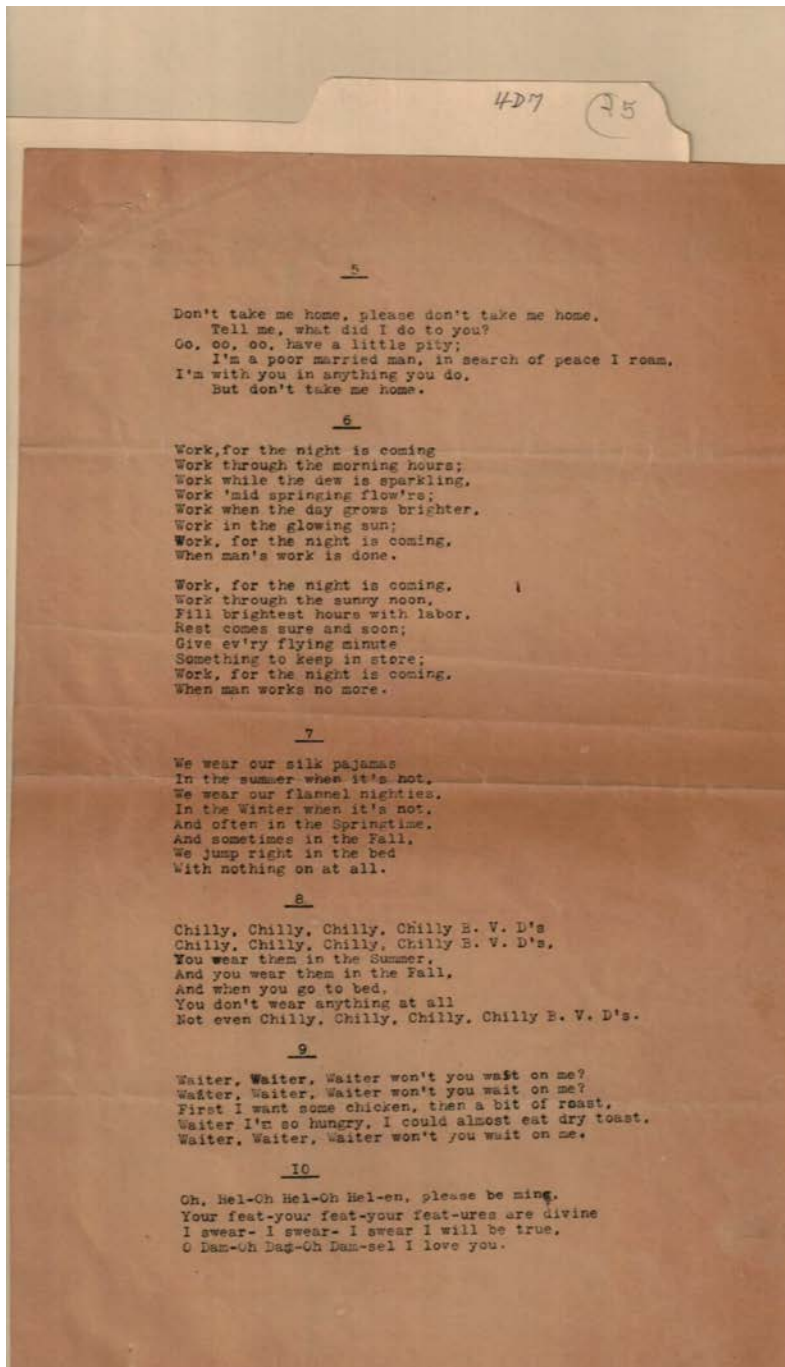 4D7 25
5
Don't take me home, please don't take me home,
Tell me, what did I do to you?
Oo, oo, oo, have a little pity;
I'm a poor married man, in search of peace I roam,
I'm with you in anything you do,
But don't take me home.
6
Work,for the night is coming
Work through the morning hours;
Work while the dew is sparkling,
Work 'mid springing flow'rs;
Work when the day grows brighter,
Work in the glowing sun;
Work, for the night is coming,
When man's work is done.
Work, for the night is coming,
Work through the sunny noon,
Fill brightest hours with labor,
Rest comes sure and soon;
Give ev'ry flying minute
Something to keep in store;
Work, for the night is coming,
When man works no more.
7
We wear our silk pajamas
In the summer when it's hot,
We wear our flannel nighties,
In the Winter when it's not,
And often in the Springtime,
And sometimes in the Fall,
We jump right in the bed
With nothing on at all.
8
Chilly, Chilly, Chilly, Chilly B. V. D's
Chilly, Chilly, Chilly, Chilly B. V. D's,
You wear them in the Summer,
And you wear them in the Fall,
And when you go to bed,
You don't wear anything at all
Not even Chilly, Chilly, Chilly, Chilly B. V. D's.
9
Waiter, Waiter, Waiter won't you wait on me?
Waiter, Waiter, Waiter won't you wait on me?
First I want some chicken, then a bit of roast,
Waiter I'm so hungry, I could almost eat dry toast,
Waiter, Waiter, Waiter won't you wait on me.
10
Oh, Hel-Oh Hel-Oh Hel-en, please be mine,
Your feat-your feat-your feat-ures are divine
I swear- I swear- I swear I will be true,
O Dam-Oh Dam-Oh Dam-sel I love you.